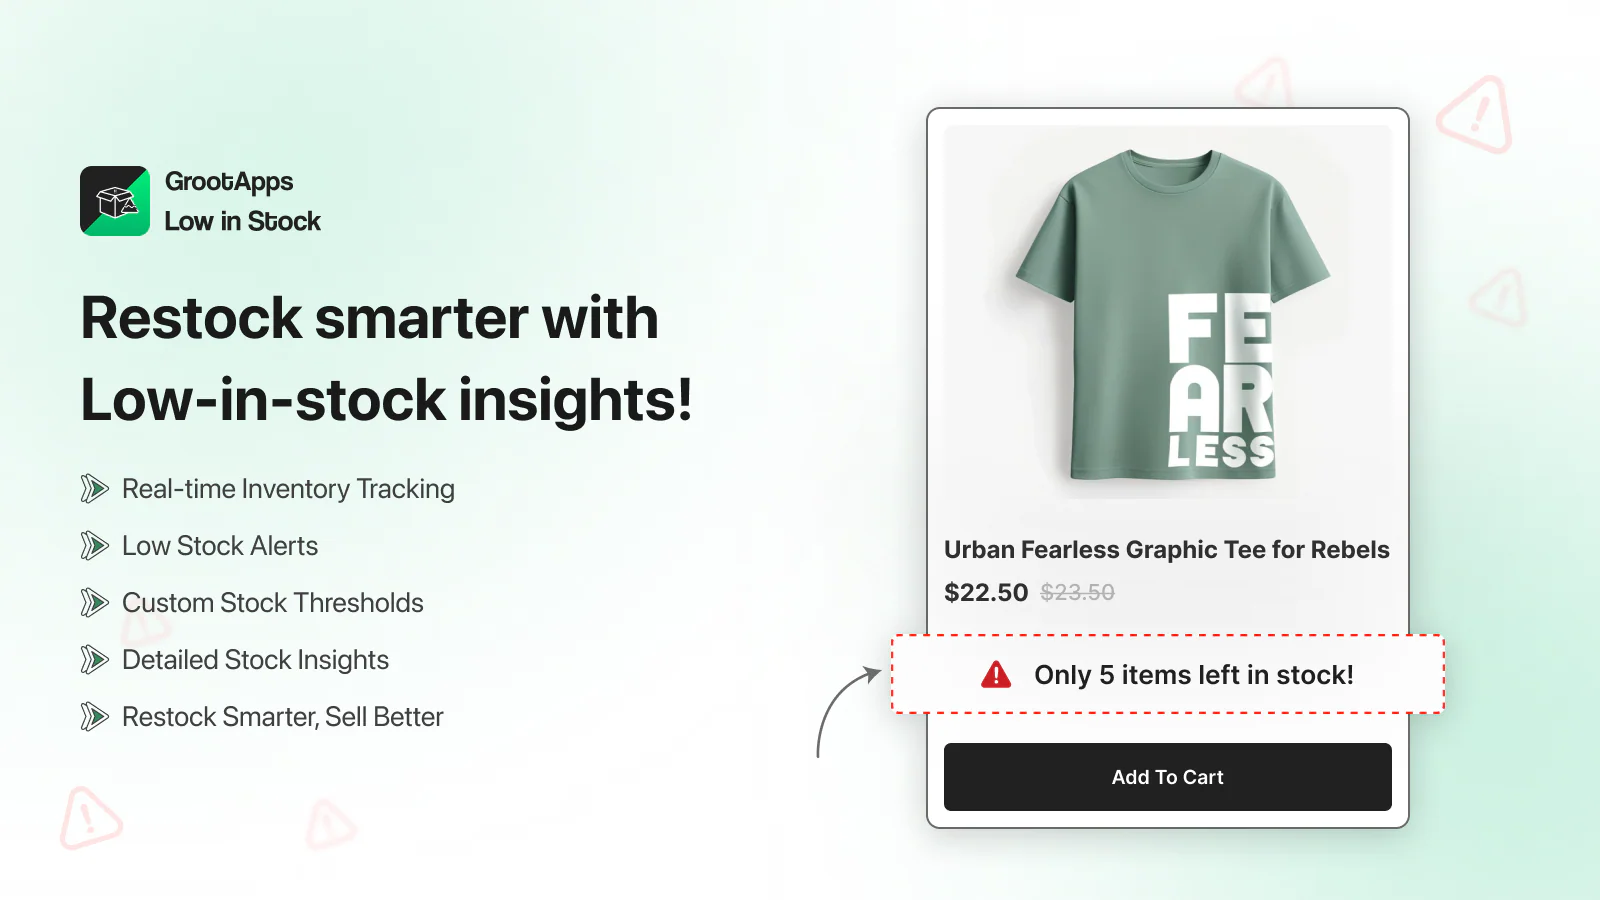 GrootApps
Low in Stock
Restock smarter with
Low-in-stock insights!
Real-time Inventory Tracking
Low Stock Alerts
Custom Stock Thresholds
Detailed Stock Insights
Restock Smarter, Sell Better
FE
AR
LESS
Urban Fearless Graphic Tee for Rebels
$22.50 $23.50
Only 5 items left in stock!
Add To Cart